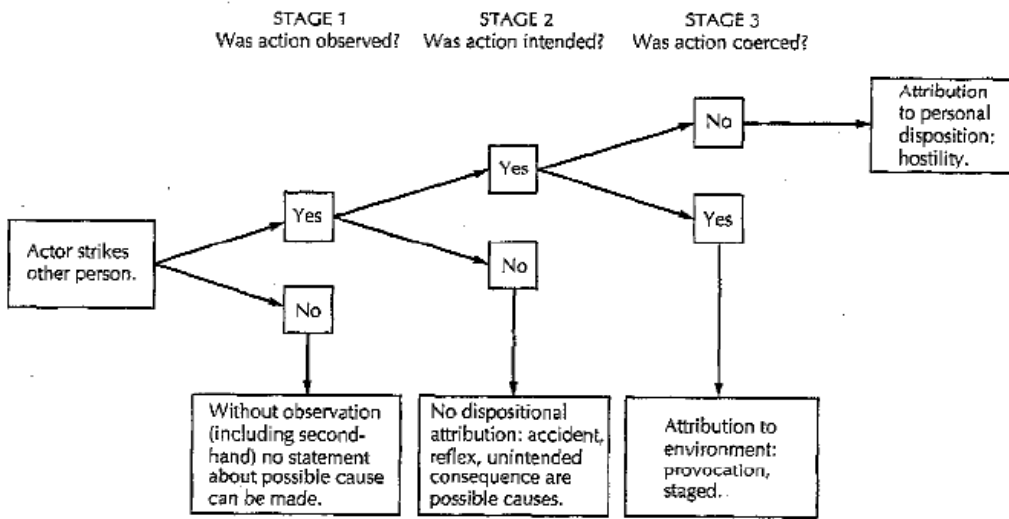 STAGE 1
Was action observed?
STAGE 2
Was action intended?
STAGE 3
Was action coerced?
Actor strikes
other person.
Yes
No
Yes
No
No
Yes
Attribution
to personal
disposition:
hostility.
Without observation
(including second-
hand) no statement
about possible cause
can be made.
No dispositional
attribution: accident,
reflex, unintended
consequence are
possible causes.
Attribution to
environment:
provocation,
staged.